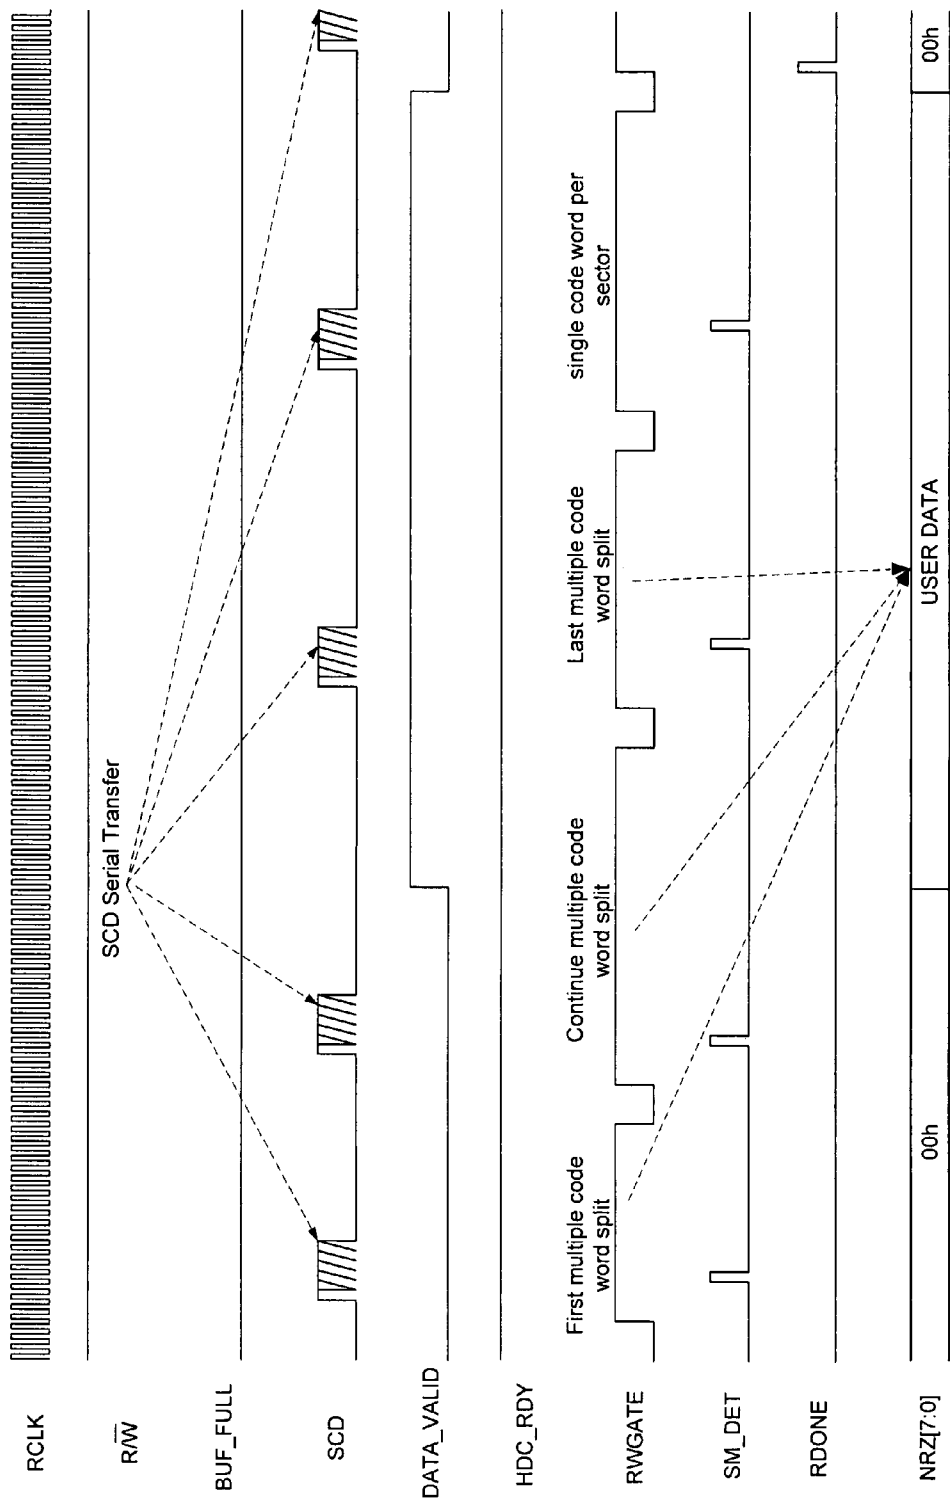 RCLK
R/W
SCD Serial Transfer
BUF_FULL
SCD
DATA_VALID
HDC_RDY
First multiple code
word split
Continue multiple code
word split
Last multiple code
word split
single code word per
sector
RWGATE
SM_DET
RDONE
NRZ[7:0]
00h
USER DATA
00h